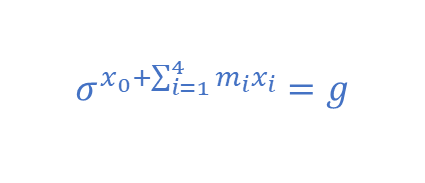 σ^{x_0+∑_{i=1}^{4} m_i x_i} = g